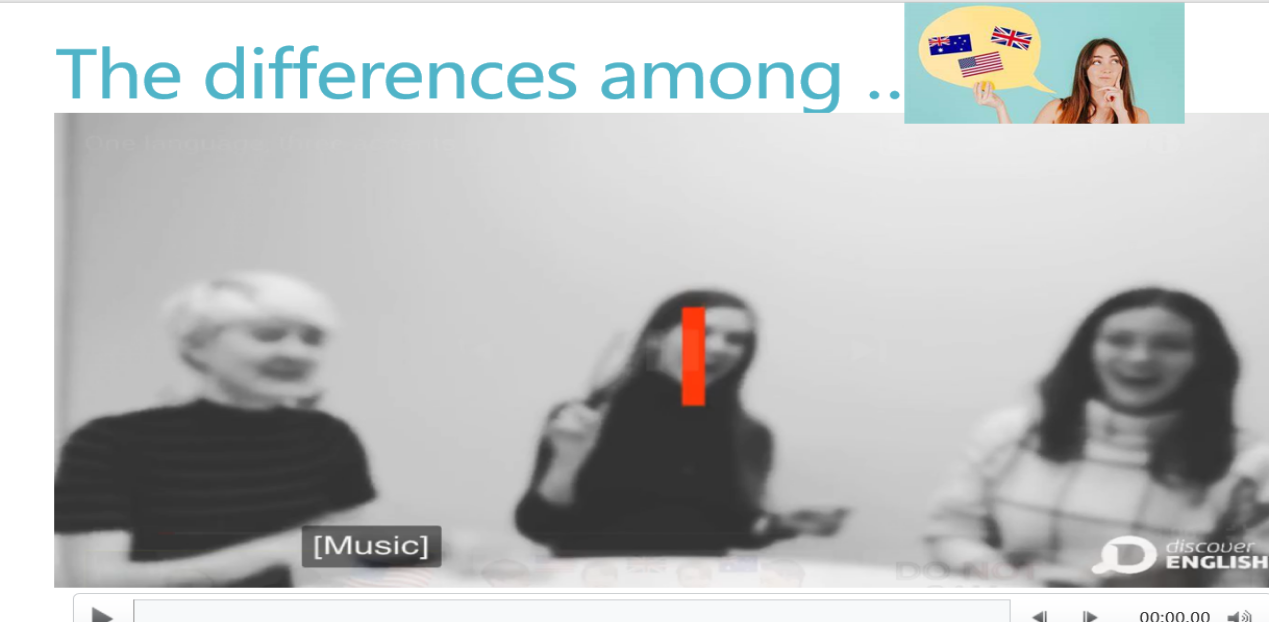 The differences among ..
[Music]
discover
ENGLISH
00:00.00